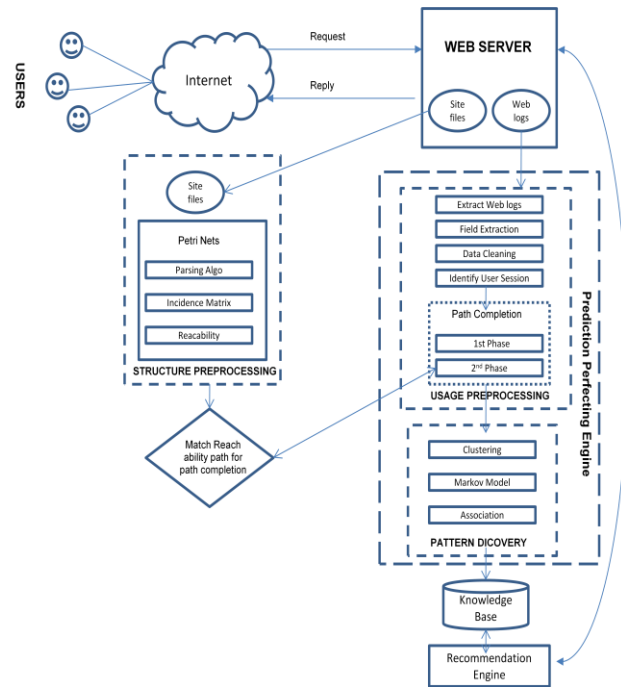 USERS
Internet
Request
Reply
WEB SERVER
Site
files
Web
logs
Site
files
Petri Nets
Parsing Algo
Incidence Matrix
Reacability
STRUCTURE PREPROCESSING
Match Reach
ability path for
path completion
Extract Web logs
Field Extraction
Data Cleaning
Identify User Session
Path Completion
1st Phase
2nd Phase
USAGE PREPROCESSING
Clustering
Markov Model
Association
PATTERN DICOVERY
Prediction Perfecting Engine
Knowledge
Base
Recommendation
Engine